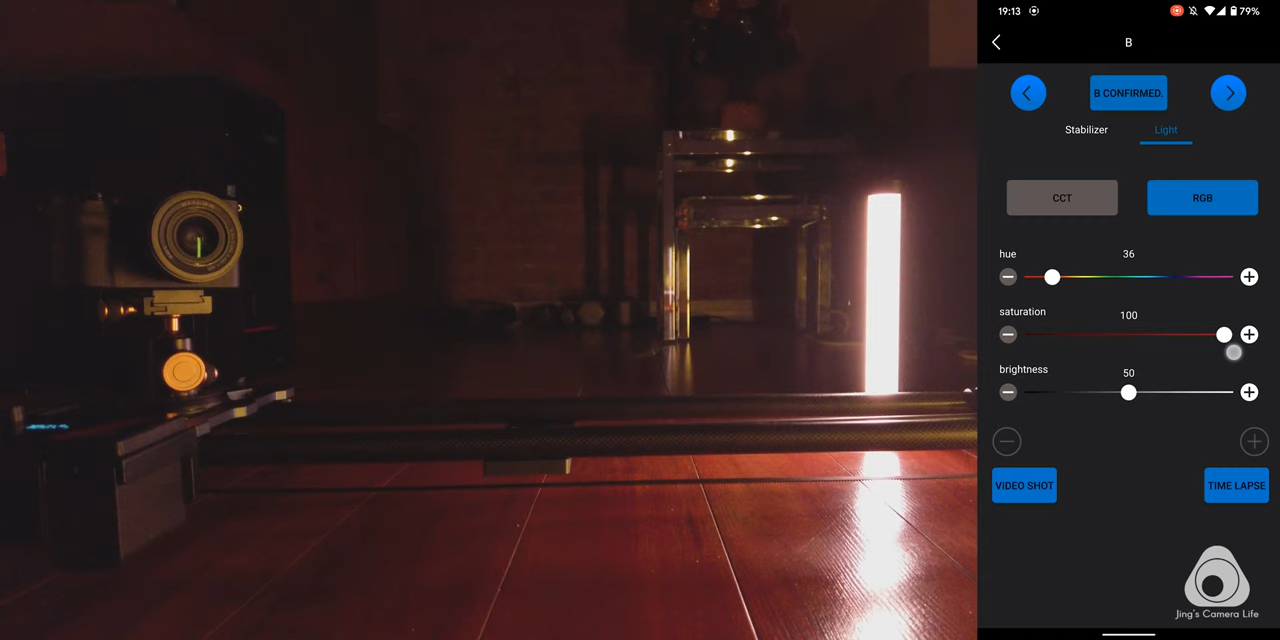 19:13
79%
B
B CONFIRMED.
Stabilizer
Light
CCT
RGB
hue
36
saturation
100
brightness
50
VIDEO SHOT
TIME LAPSE
Jing's Camera Life